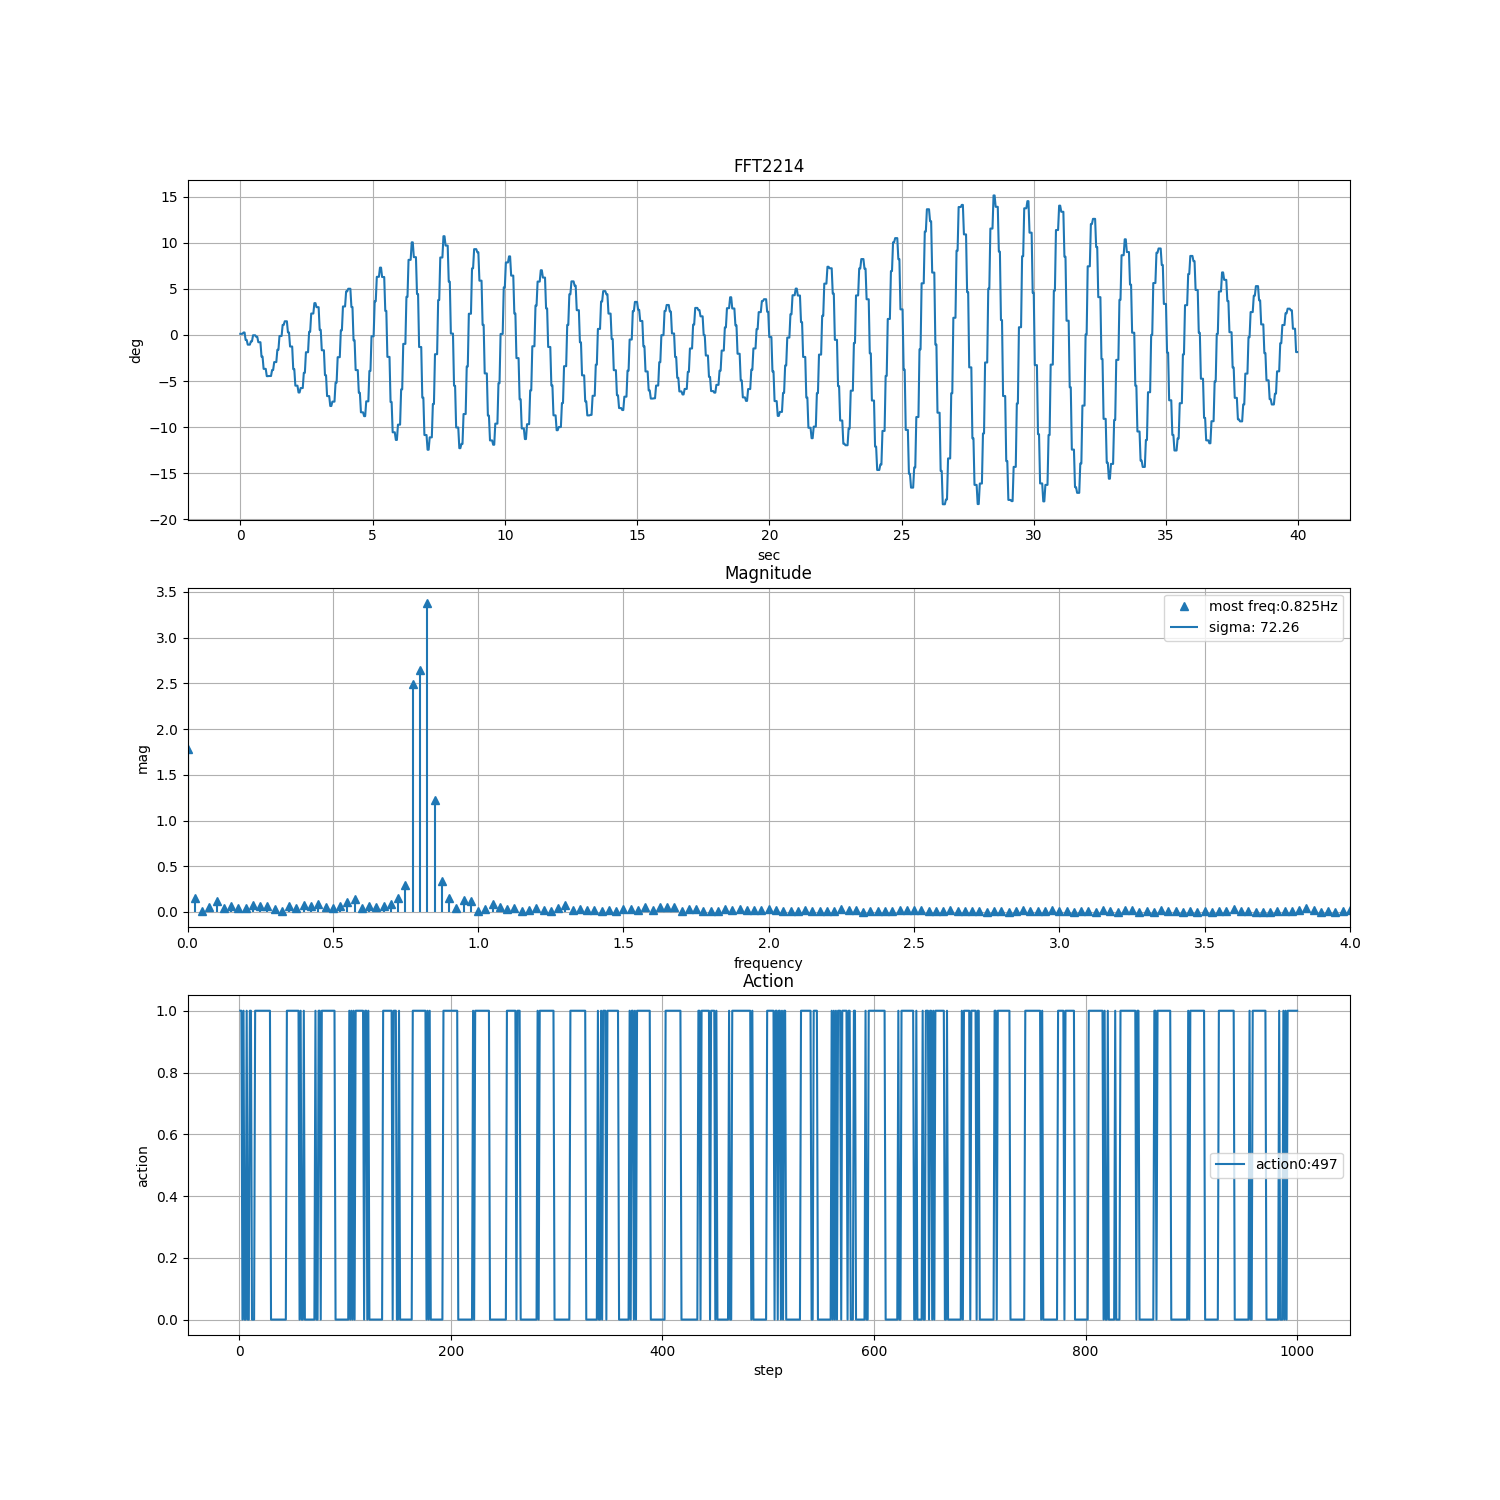 FFT2214
15
10
5
0
−5
−10
−15
−20
deg
0 5 10 15 20 25 30 35 40
sec
Magnitude
3.5
3.0
2.5
2.0
1.5
1.0
0.5
0.0
mag
most freq:0.825Hz
sigma: 72.26
0.0 0.5 1.0 1.5 2.0 2.5 3.0 3.5 4.0
frequency
Action
1.0
0.8
0.6
0.4
0.2
0.0
action
action0:497
0 200 400 600 800 1000
step